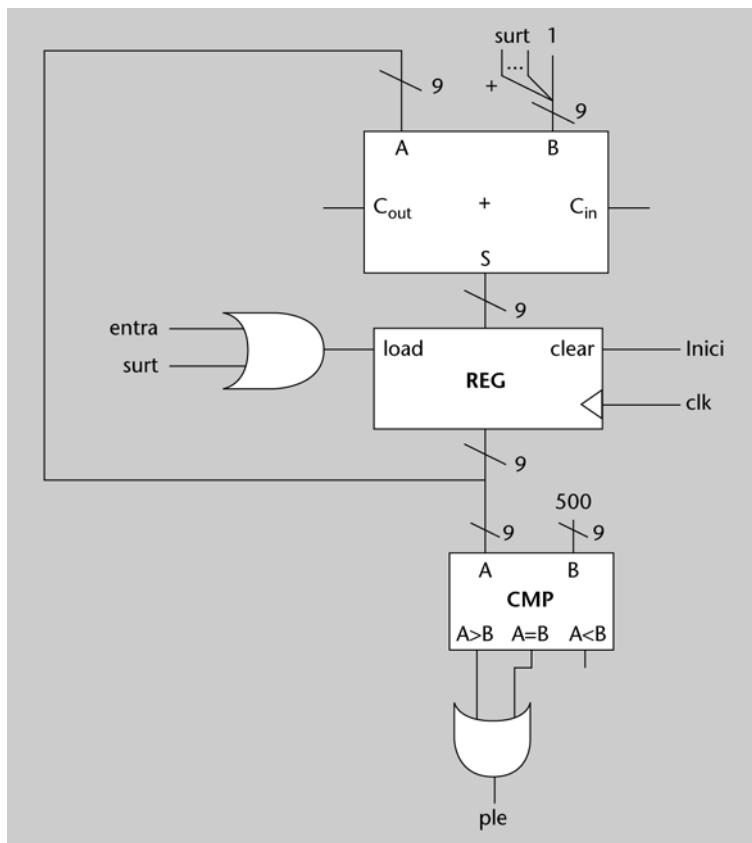 surt 1
...
+
9
9
A
B
Cout
+
Cin
S
9
entra
surt
load
clear
Inici
REG
clk
9
500
9
9
A
B
CMP
A>B A=B A<B
ple